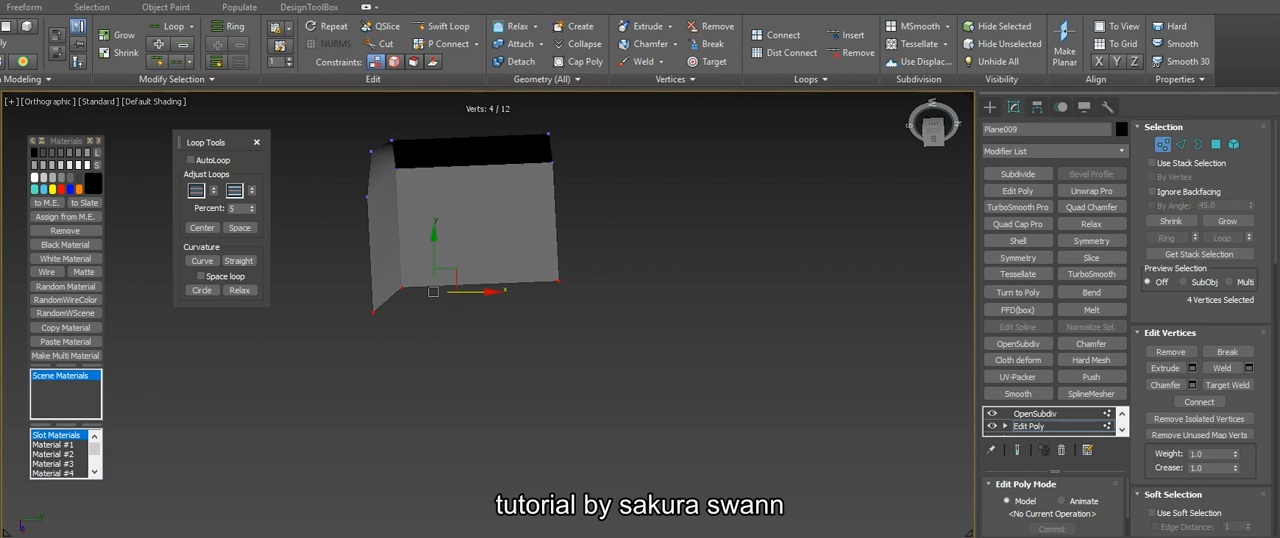 Freeform Selection Object Paint Populate DesignToolBox
Grow Loop Ring Repeat QSlice Swift Loop Relax Create Extrude Remove Connect Insert MSmooth Hide Selected To View Hard
NURMS Cut P Connect Attach Collapse Chamfer Break Dist Connect Remove Tessellate Hide Unselected Make To Grid Smooth
Shrink 1 Constraints: Detach Cap Poly Weld Target Use Displac... Unhide All Planar X Y Z Smooth 30
Modeling Modify Selection Edit Geometry (All) Vertices Loops Subdivision Visibility Align Properties
[+] [Orthographic] [Standard] [Default Shading]
Verts: 4 / 12
Materials
L
S
to M.E. to Slate
Assign from M.E.
Remove
Black Material
White Material
Wire Matte
Random Material
RandomWireColor
RandomWScene
Copy Material
Paste Material
Make Multi Material
Scene Materials
Slot Materials
Material #1
Material #2
Material #3
Material #4
Loop Tools
AutoLoop
Adjust Loops
Percent: 5
Center Space
Curvature
Curve Straight
Space loop
Circle Relax
y
x
Plane009
Modifier List
Subdivide Bevel Profile
Edit Poly Unwrap Pro
TurboSmooth Pro Quad Chamfer
Quad Cap Pro Relax
Shell Symmetry
Symmetry Slice
Tessellate TurboSmooth
Turn to Poly Bend
FFD(box) Melt
Edit Spline Normalize Spl.
OpenSubdiv Chamfer
Cloth deform Hard Mesh
UV-Packer Push
Smooth SplineMesher
OpenSubdiv
Edit Poly
Edit Poly Mode
Model Animate
<No Current Operation>
Commit
Selection
Use Stack Selection
By Vertex
Ignore Backfacing
By Angle: 45.0
Shrink Grow
Ring Loop
Get Stack Selection
Preview Selection
Off SubObj Multi
4 Vertices Selected
Edit Vertices
Remove Break
Extrude Weld
Chamfer Target Weld
Connect
Remove Isolated Vertices
Remove Unused Map Verts
Weight: 1.0
Crease: 1.0
Soft Selection
Use Soft Selection
Edge Distance: 1
tutorial by sakura swann